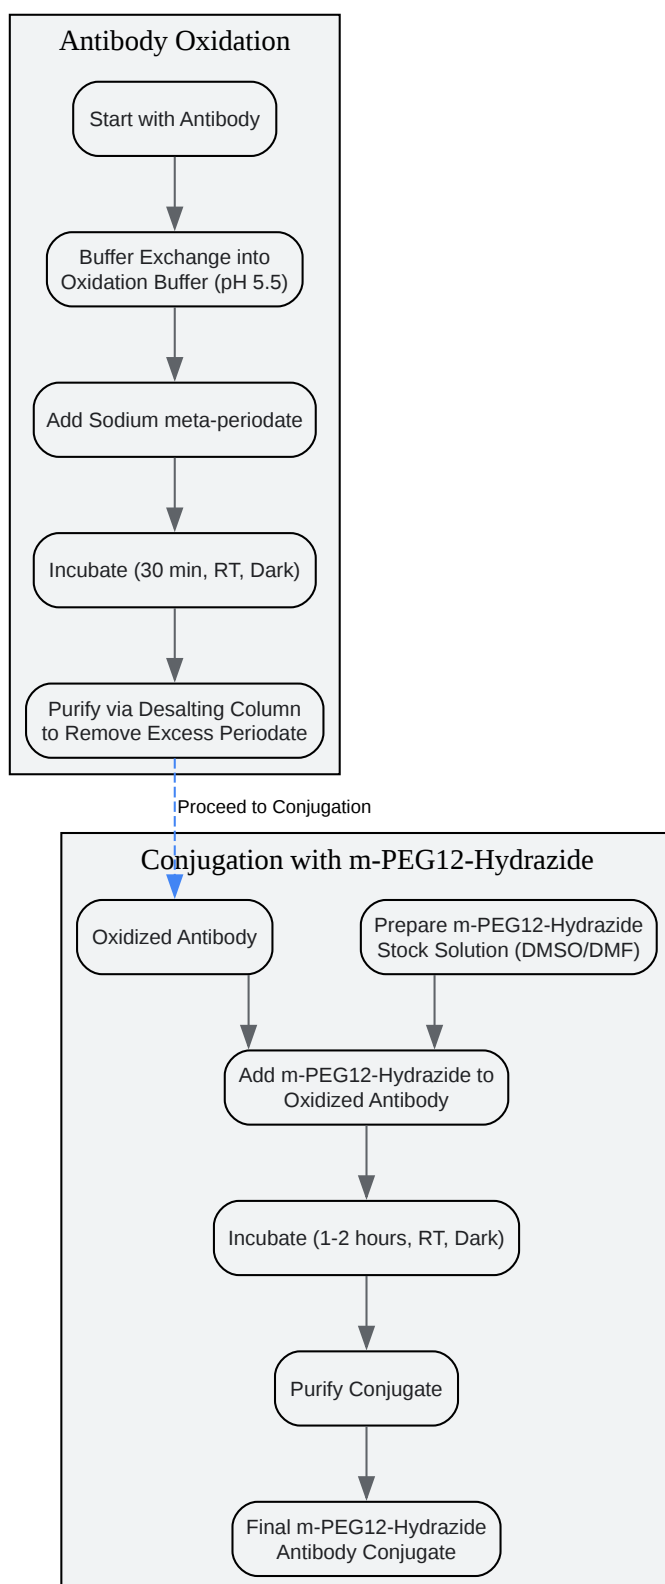 Antibody Oxidation
Start with Antibody
Buffer Exchange into
Oxidation Buffer (pH 5.5)
Add Sodium meta-periodate
Incubate (30 min, RT, Dark)
Purify via Desalting Column
to Remove Excess Periodate
Proceed to Conjugation
Conjugation with m-PEG12-Hydrazide
Oxidized Antibody
Prepare m-PEG12-Hydrazide
Stock Solution (DMSO/DMF)
Add m-PEG12-Hydrazide to
Oxidized Antibody
Incubate (1-2 hours, RT, Dark)
Purify Conjugate
Final m-PEG12-Hydrazide
Antibody Conjugate